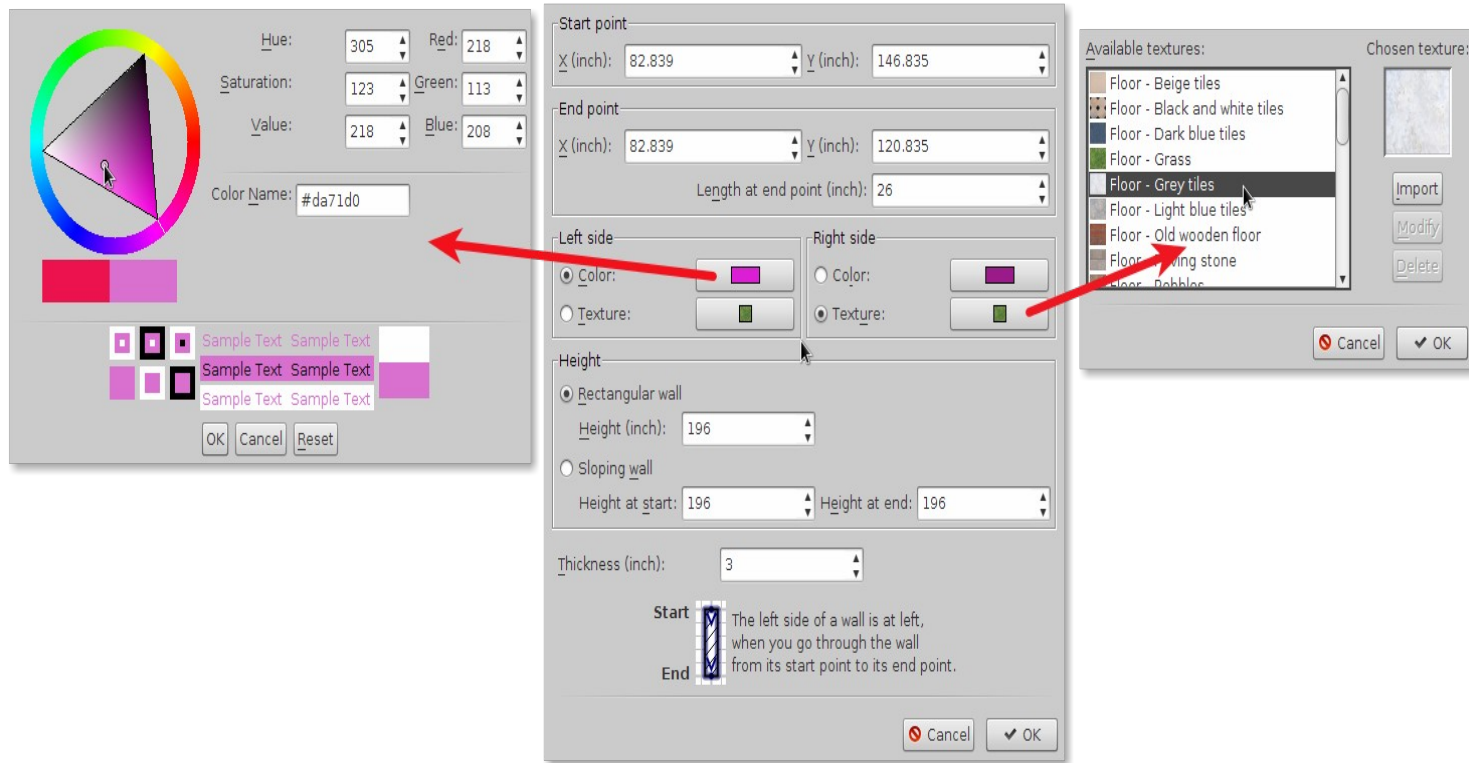 Hue: 305 Red: 218
Saturation: 123 Green: 113
Value: 218 Blue: 208
Color Name: #da71d0
Sample Text Sample Text
Sample Text Sample Text
Sample Text Sample Text
OK Cancel Reset
Start point
X (inch): 82.839 Y (inch): 146.835
End point
X (inch): 82.839 Y (inch): 120.835
Length at end point (inch): 26
Left side Right side
Color: Color:
Texture: Texture:
Height
Rectangular wall
Height (inch): 196
Sloping wall
Height at start: 196 Height at end: 196
Thickness (inch): 3
Start
End
The left side of a wall is at left,
when you go through the wall
from its start point to its end point.
Cancel OK
Available textures: Chosen texture:
Floor - Beige tiles
Floor - Black and white tiles
Floor - Dark blue tiles
Floor - Grass
Floor - Grey tiles
Floor - Light blue tiles
Floor - Old wooden floor
Floor - stone
Floor - Pebbles
Import
Modify
Delete
Cancel OK